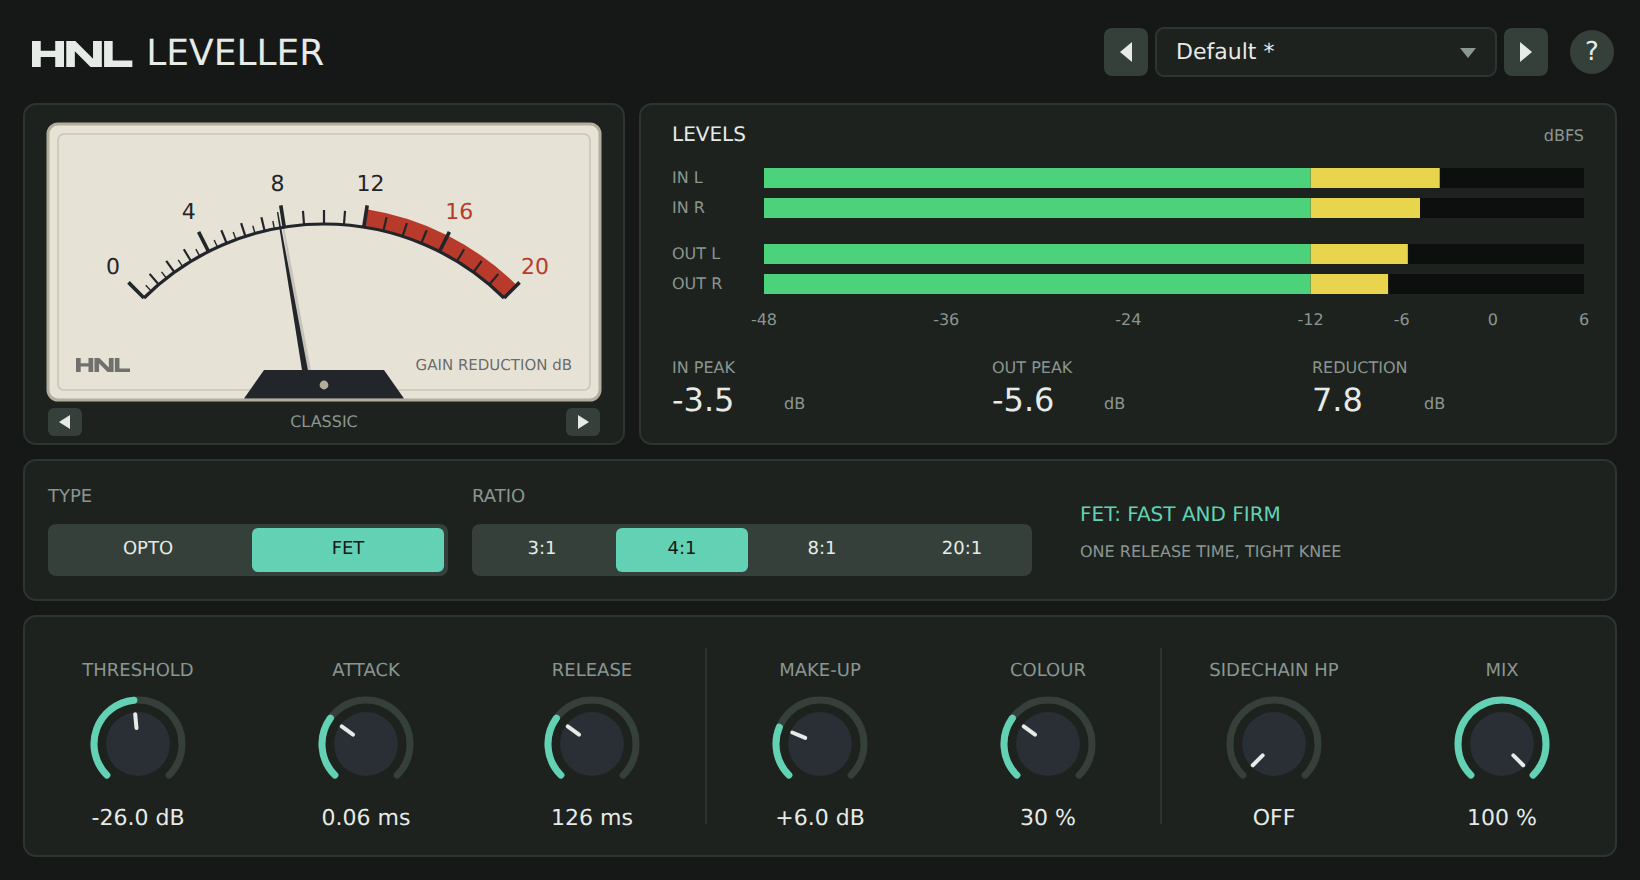 HNL LEVELLER
Default *
?
0 4 8 12 16 20
HNL
GAIN REDUCTION dB
CLASSIC
LEVELS
dBFS
IN L
IN R
OUT L
OUT R
-48 -36 -24 -12 -6 0 6
IN PEAK OUT PEAK REDUCTION
-3.5 dB -5.6 dB 7.8 dB
TYPE
OPTO FET
RATIO
3:1 4:1 8:1 20:1
FET: FAST AND FIRM
ONE RELEASE TIME, TIGHT KNEE
THRESHOLD ATTACK RELEASE MAKE-UP COLOUR SIDECHAIN HP MIX
-26.0 dB 0.06 ms 126 ms +6.0 dB 30 % OFF 100 %